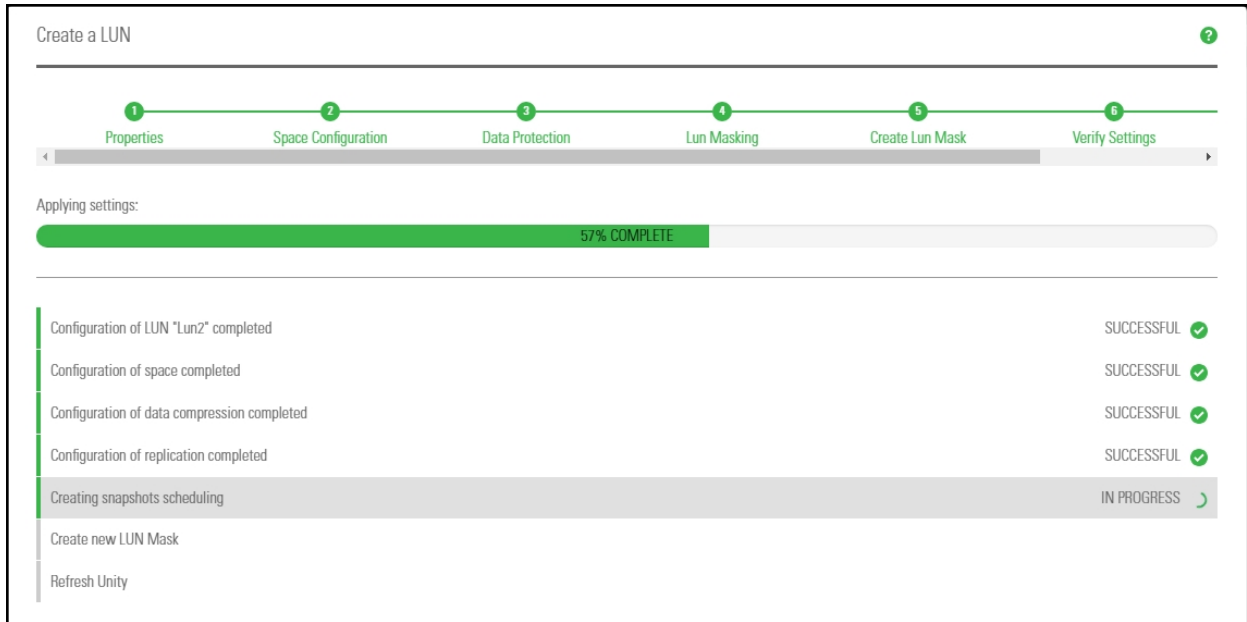 Create a LUN
?
1 2 3 4 5 6
Properties Space Configuration Data Protection Lun Masking Create Lun Mask Verify Settings
Applying settings:
57% COMPLETE
Configuration of LUN "Lun2" completed SUCCESSFUL
Configuration of space completed SUCCESSFUL
Configuration of data compression completed SUCCESSFUL
Configuration of replication completed SUCCESSFUL
Creating snapshots scheduling IN PROGRESS
Create new LUN Mask
Refresh Unity